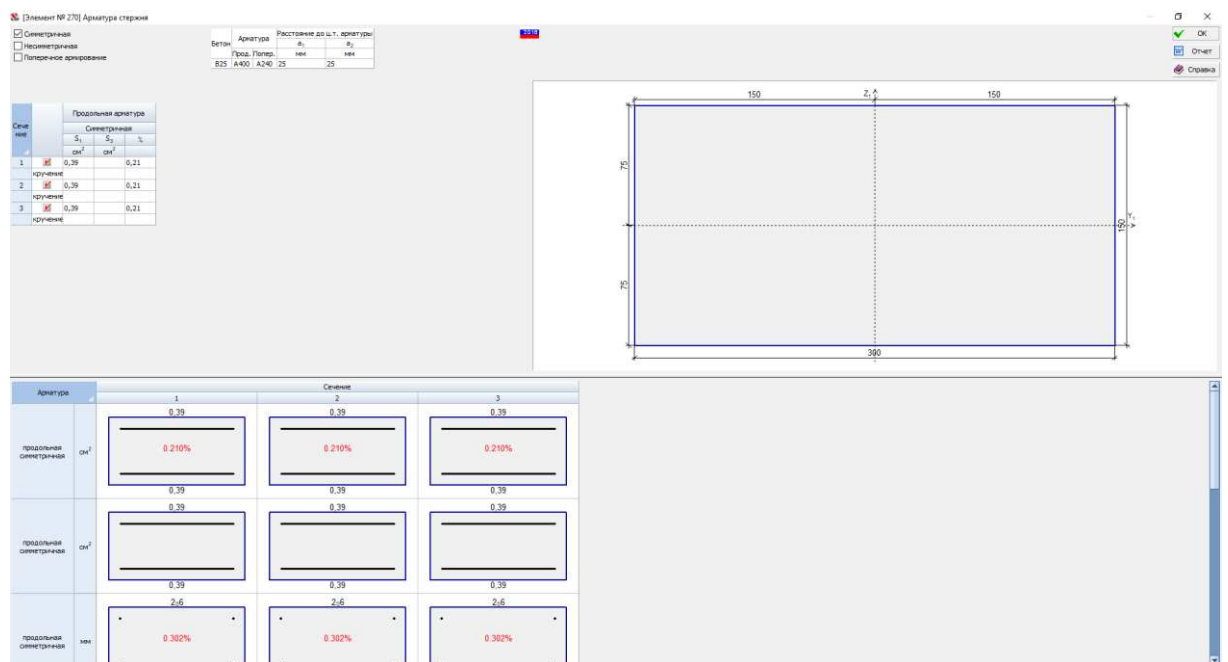 [Элемент № 270] Арматура стержня
Симметричная
Несимметричная
Поперечное армирование
Бетон Арматура Расстояние до ц.т. арматуры
a1 a2
Прод. Попер. мм мм
B25 A400 A240 25 25
2018
OK
Отчет
Справка
Сечение Продольная арматура
Симметричная
S1 S3 %
см2 см2
1 0,39 0,21
кручение
2 0,39 0,21
кручение
3 0,39 0,21
кручение
150 Z1 150
75
Y1
150
75
300
Арматура Сечение
1 2 3
0,39 0,39 0,39
продольная симметричная см2 0.210% 0.210% 0.210%
0,39 0,39 0,39
0,39 0,39 0,39
продольная симметричная см2
0,39 0,39 0,39
2⌀6 2⌀6 2⌀6
продольная симметричная мм 0.302% 0.302% 0.302%